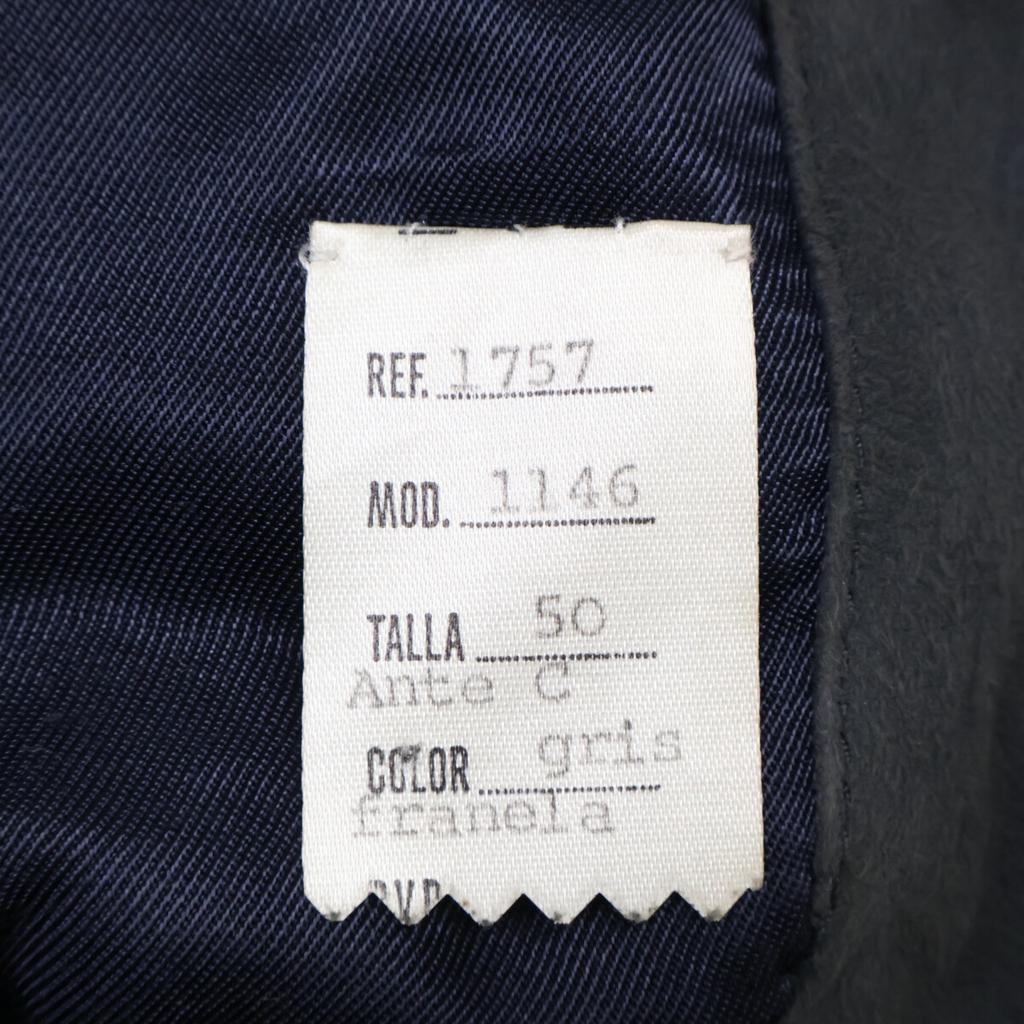 REF. 1757
MOD. 1146
TALLA 50
Ante C
COLOR gris
franela